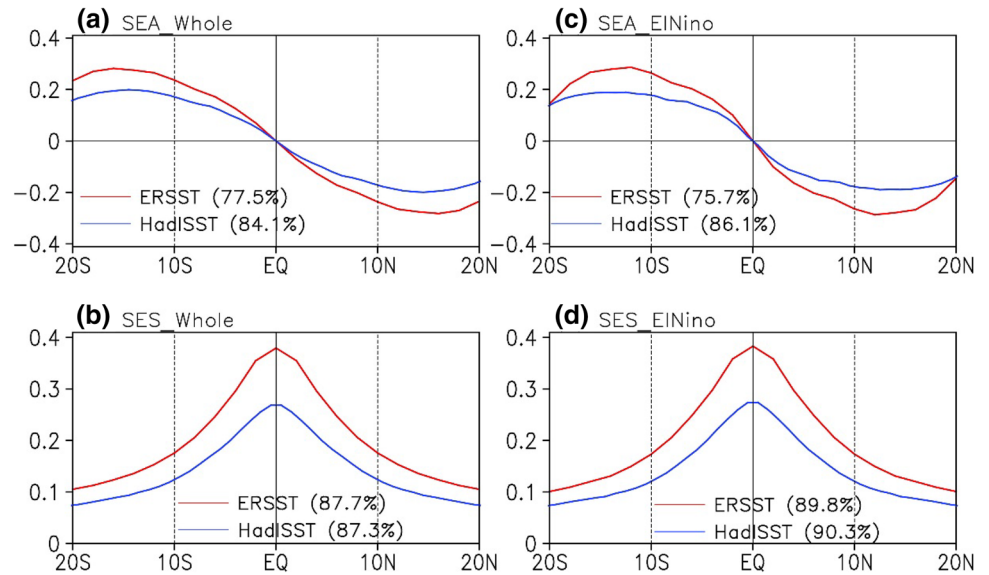 (a) SEA_Whole
0.4
0.2
0
-0.2
-0.4
ERSST (77.5%)
HadISST (84.1%)
20S 10S EQ 10N 20N
(c) SEA_ElNino
0.4
0.2
0
-0.2
-0.4
ERSST (75.7%)
HadISST (86.1%)
20S 10S EQ 10N 20N
(b) SES_Whole
0.4
0.3
0.2
0.1
0
ERSST (87.7%)
HadISST (87.3%)
20S 10S EQ 10N 20N
(d) SES_ElNino
0.4
0.3
0.2
0.1
0
ERSST (89.8%)
HadISST (90.3%)
20S 10S EQ 10N 20N